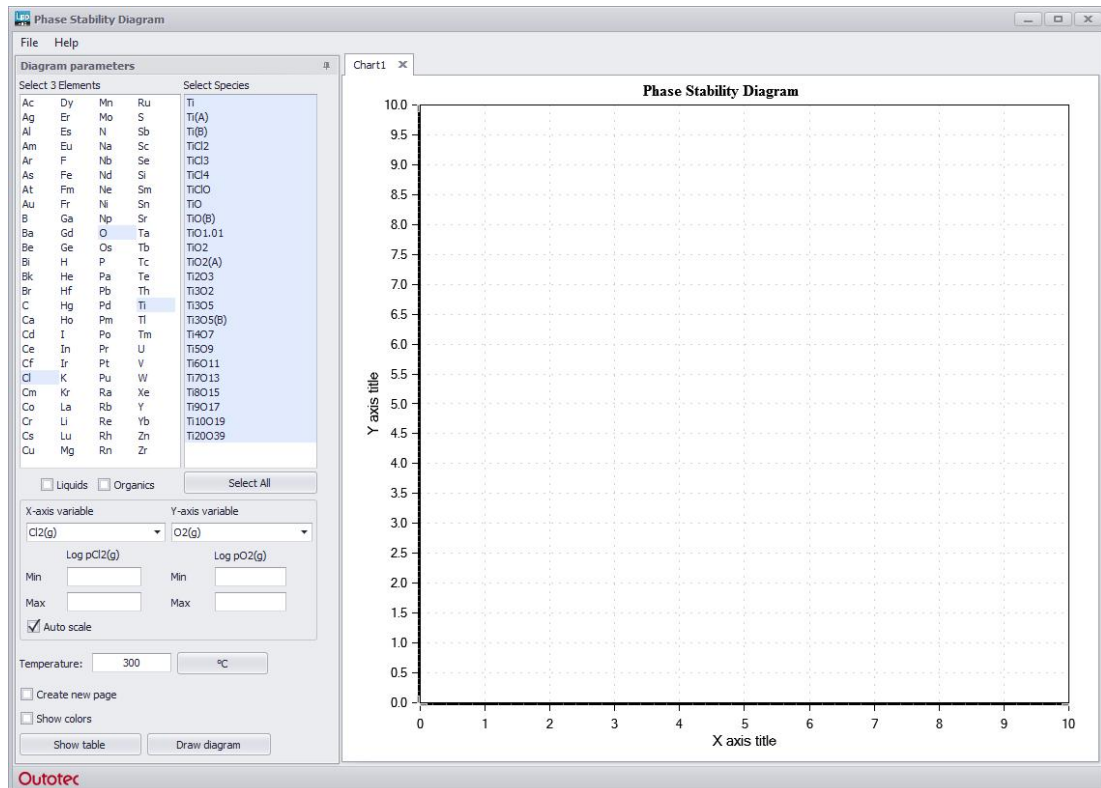 Phase Stability Diagram
File Help
Diagram parameters
Select 3 Elements
Select Species
Ac Dy Mn Ru
Ag Er Mo S
Al Es N Sb
Am Eu Na Sc
Ar F Nb Se
As Fe Nd Si
At Fm Ne Sm
Au Fr Ni Sn
B Ga Np Sr
Ba Gd O Ta
Be Ge Os Tb
Bi H P Tc
Bk He Pa Te
Br Hf Pb Th
C Hg Pd Ti
Ca Ho Pm Tl
Cd I Po Tm
Ce In Pr U
Cf Ir Pt V
Cl K Pu W
Cm Kr Ra Xe
Co La Rb Y
Cr Li Re Yb
Cs Lu Rh Zn
Cu Mg Rn Zr
Ti
Ti(A)
Ti(B)
TiCl2
TiCl3
TiCl4
TiClO
TiO
TiO(B)
TiO1.01
TiO2
TiO2(A)
Ti2O3
Ti3O2
Ti3O5
Ti3O5(B)
Ti4O7
Ti5O9
Ti6O11
Ti7O13
Ti8O15
Ti9O17
Ti10O19
Ti20O39
Liquids Organics
Select All
X-axis variable Y-axis variable
Cl2(g) O2(g)
Log pCl2(g) Log pO2(g)
Min Min
Max Max
Auto scale
Temperature: 300 ºC
Create new page
Show colors
Show table Draw diagram
Outotec
Chart1
Phase Stability Diagram
10.0
9.5
9.0
8.5
8.0
7.5
7.0
6.5
6.0
5.5
5.0
4.5
4.0
3.5
3.0
2.5
2.0
1.5
1.0
0.5
0.0
Y axis title
0 1 2 3 4 5 6 7 8 9 10
X axis title